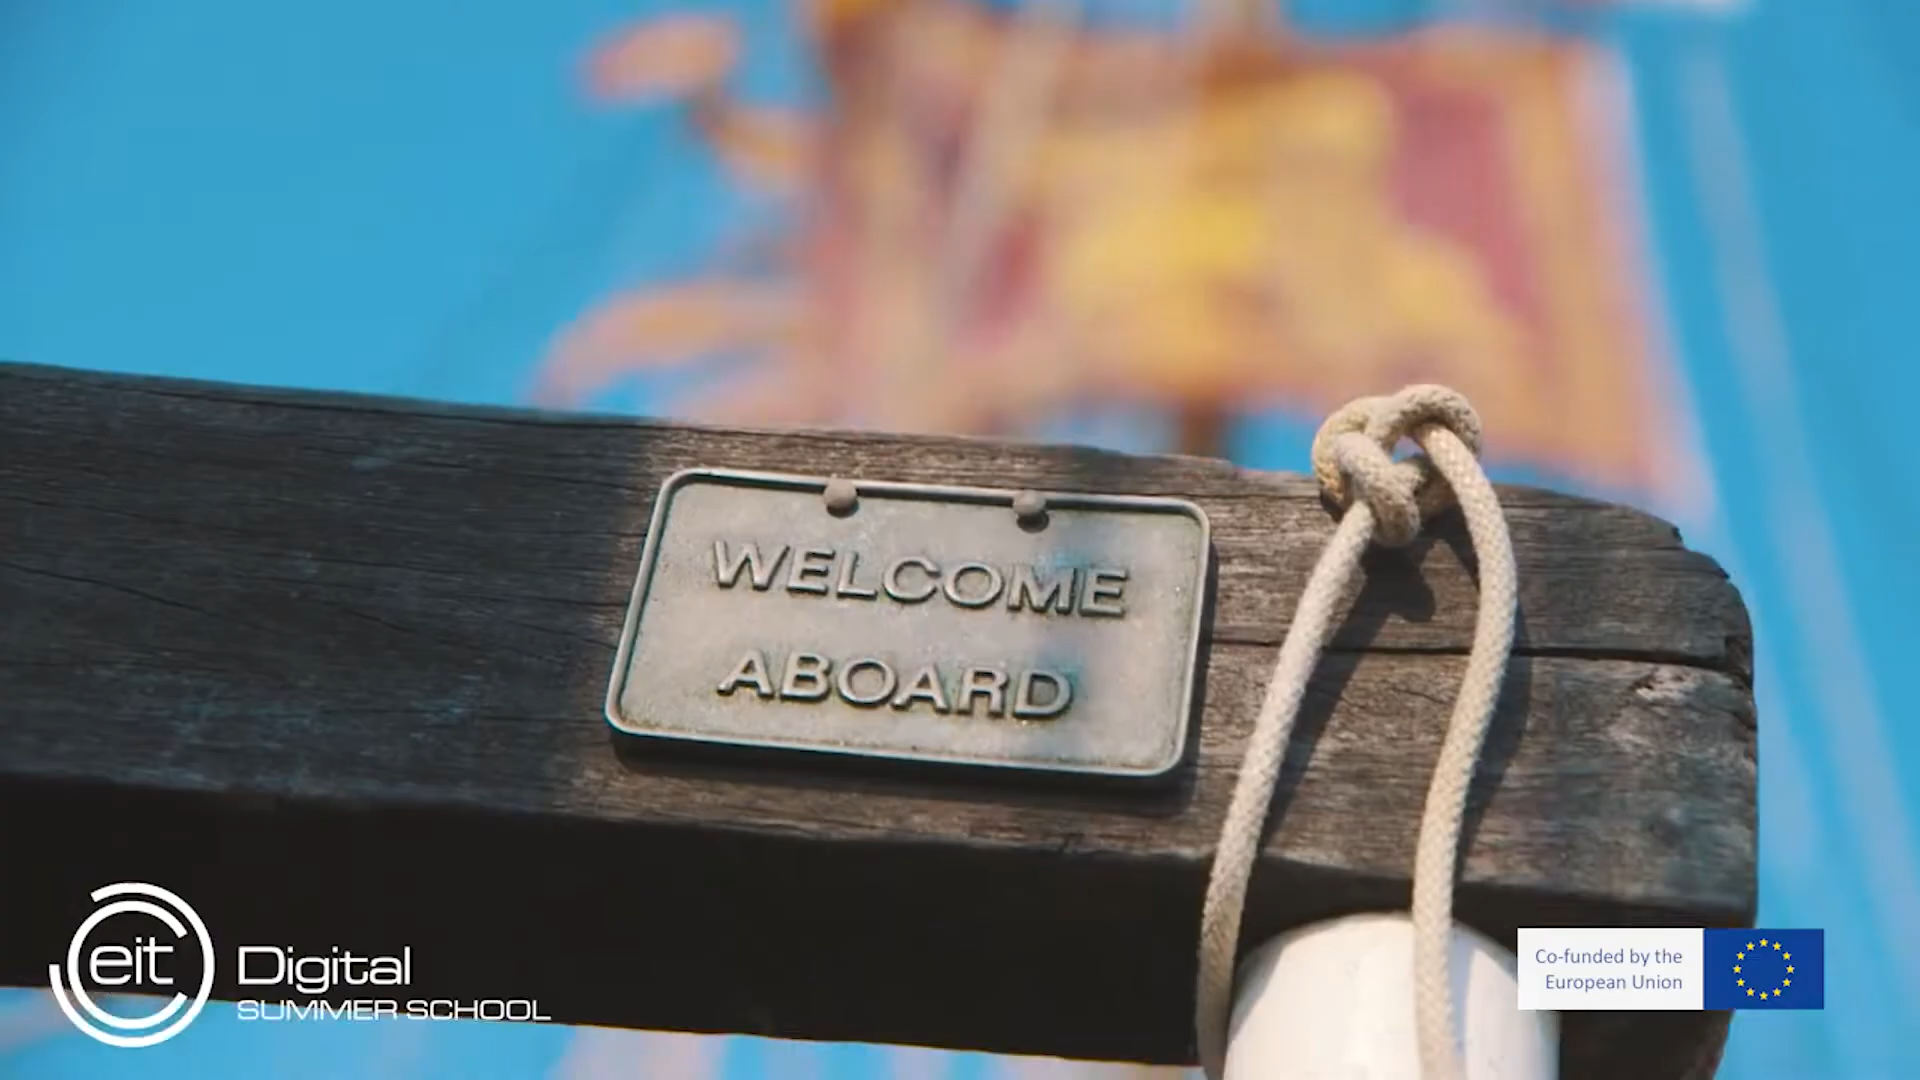 WELCOME
ABOARD
eit Digital
SUMMER SCHOOL
Co-funded by the
European Union